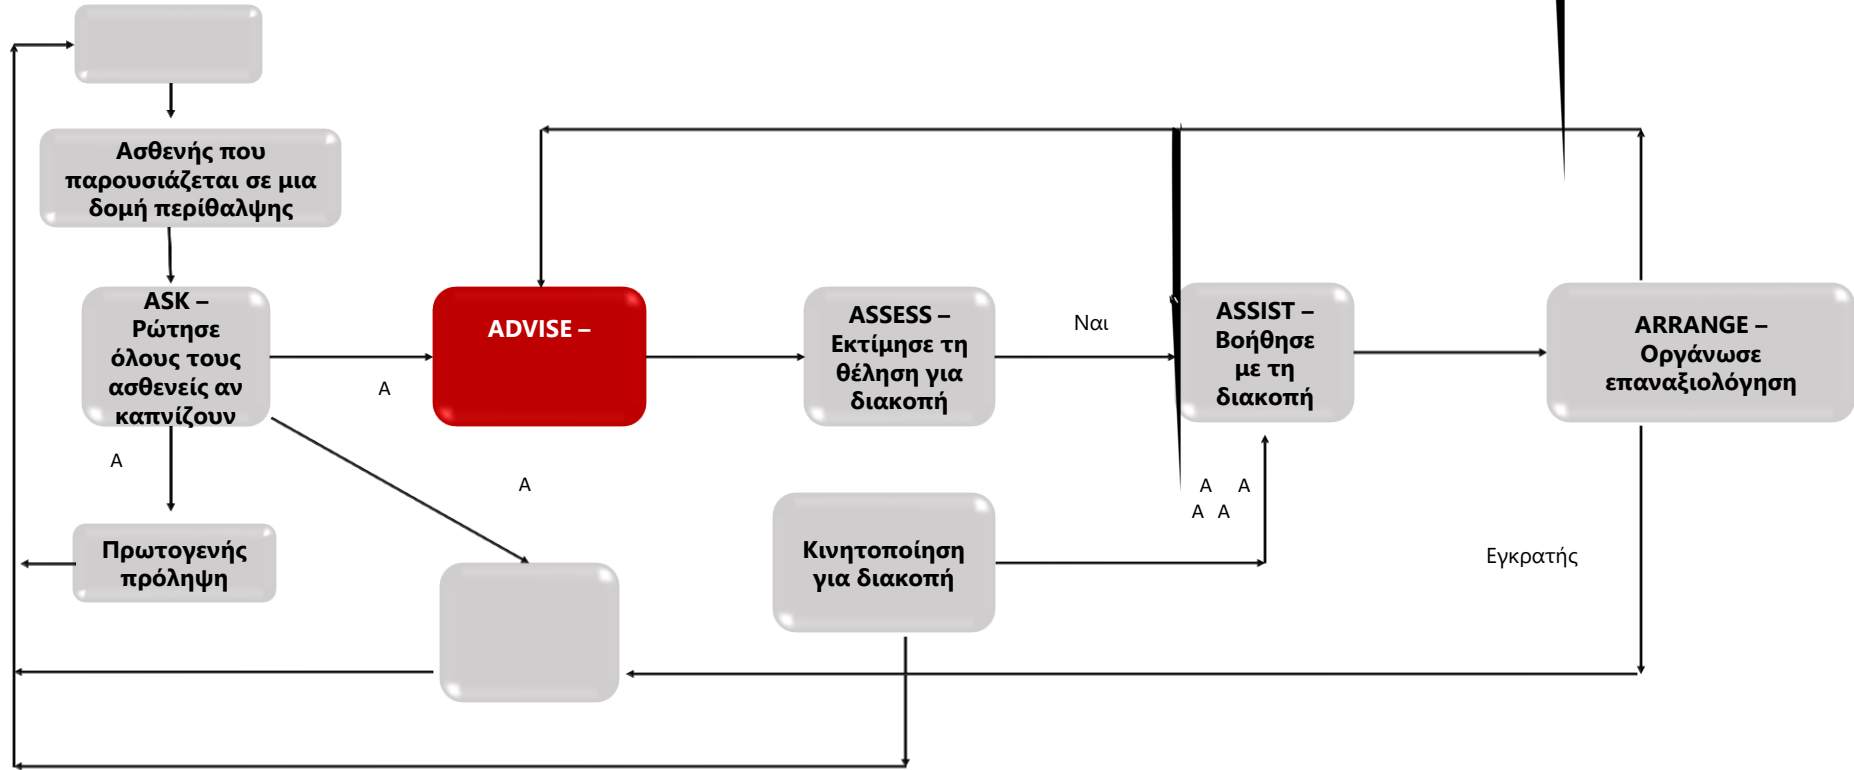 Ασθενής που
παρουσιάζεται σε μια
δομή περίθαλψης
ASK –
Ρώτησε
όλους τους
ασθενείς αν
καπνίζουν
A
A
ADVISE –
A
ASSESS –
Εκτίμησε τη
θέληση για
διακοπή
Ναι
ASSIST –
Βοήθησε
με τη
διακοπή
ARRANGE –
Οργάνωσε
επαναξιολόγηση
A A
A A
Πρωτογενής
πρόληψη
Κινητοποίηση
για διακοπή
Εγκρατής